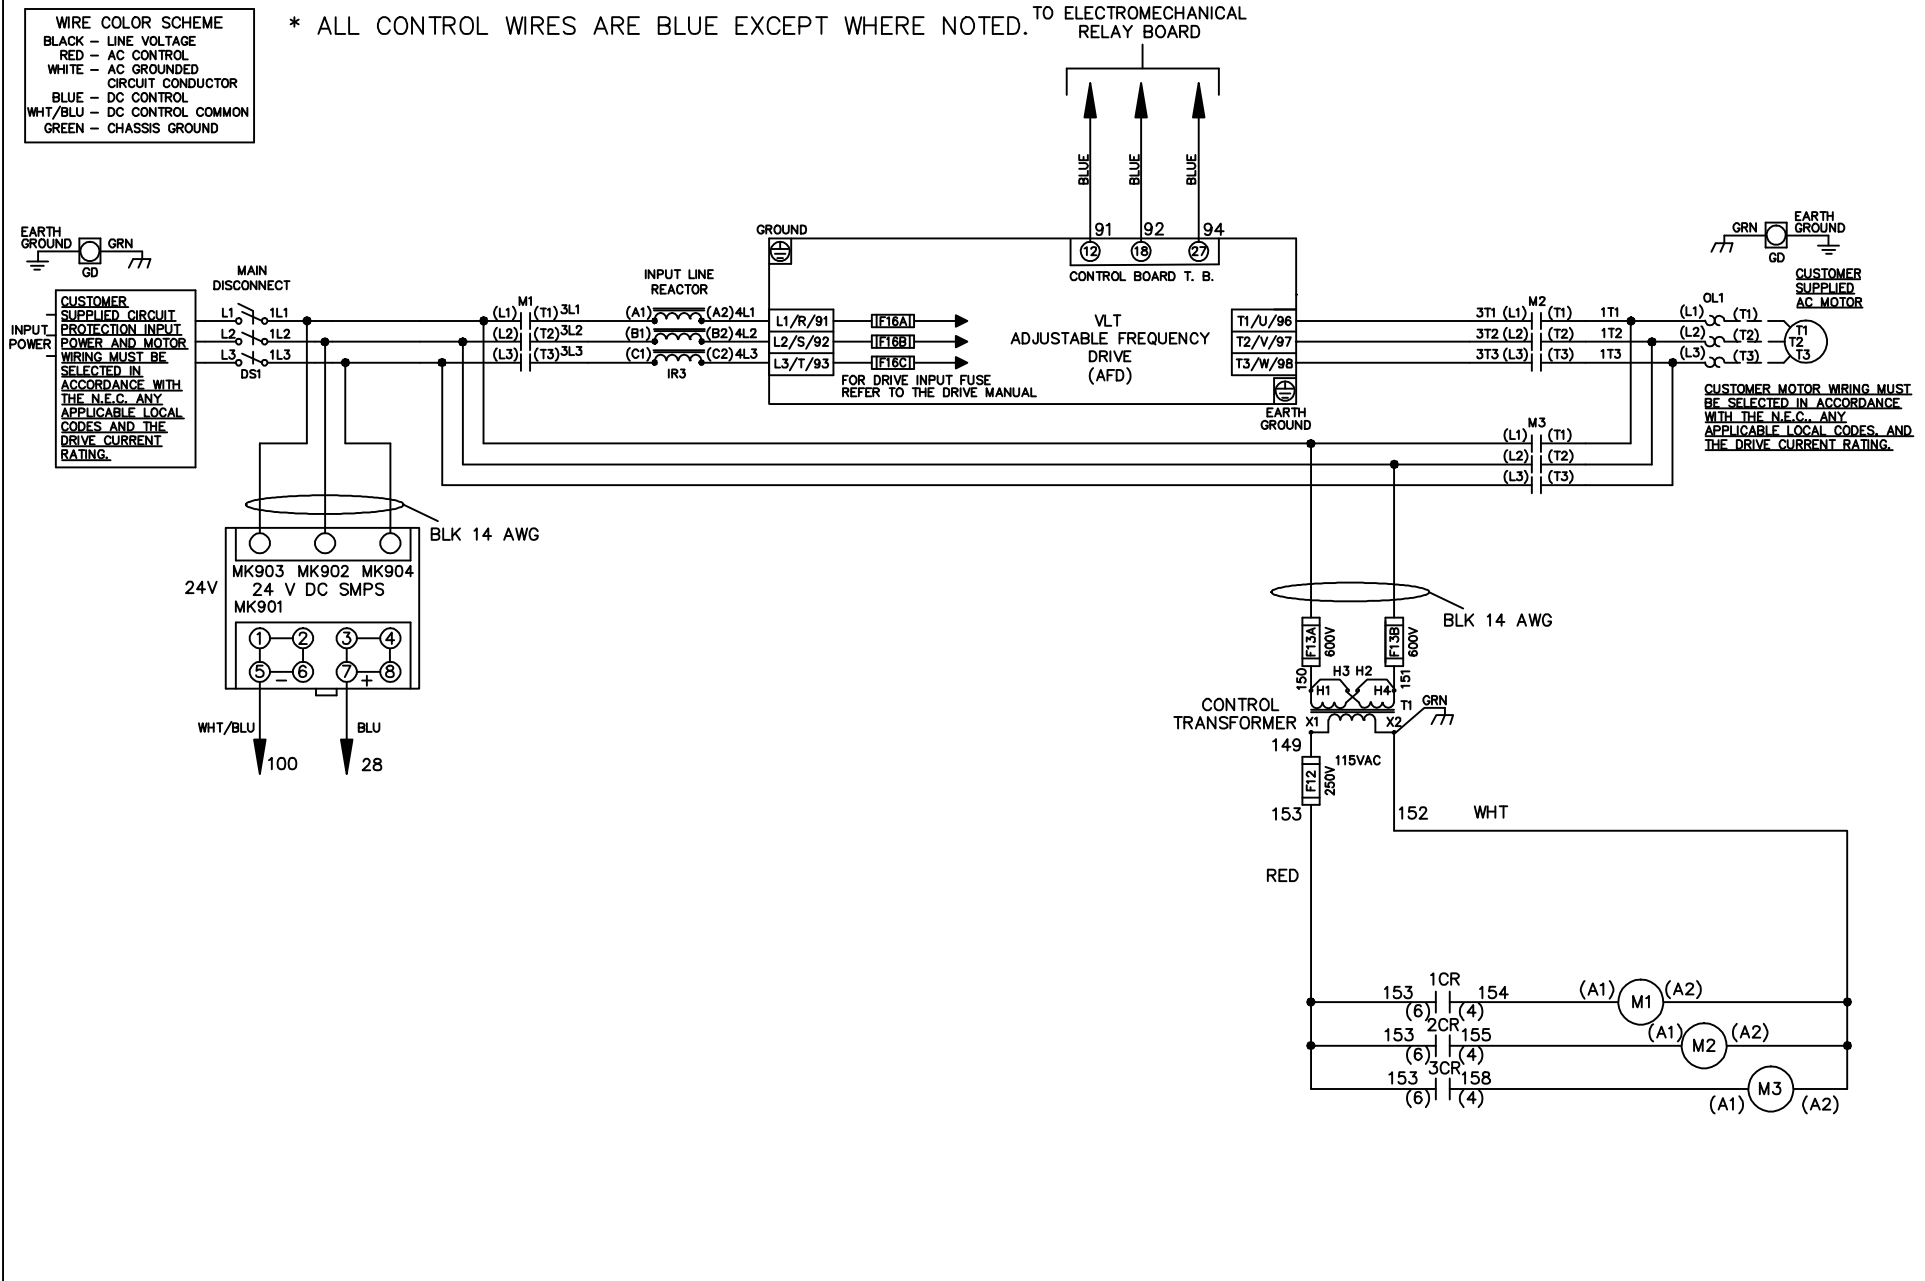 WIRE COLOR SCHEME
BLACK – LINE VOLTAGE
RED – AC CONTROL
WHITE – AC GROUNDED
CIRCUIT CONDUCTOR
BLUE – DC CONTROL
WHT/BLU – DC CONTROL COMMON
GREEN – CHASSIS GROUND
* ALL CONTROL WIRES ARE BLUE EXCEPT WHERE NOTED.
TO ELECTROMECHANICAL
RELAY BOARD
BLUE
BLUE
BLUE
91 92 94
12 18 27
CONTROL BOARD T. B.
EARTH
GROUND
GRN
GD
INPUT
POWER
CUSTOMER
SUPPLIED CIRCUIT
PROTECTION INPUT
POWER AND MOTOR
WIRING MUST BE
SELECTED IN
ACCORDANCE WITH
THE N.E.C. ANY
APPLICABLE LOCAL
CODES AND THE
DRIVE CURRENT
RATING.
MAIN
DISCONNECT
L1 1L1
L2 1L2
L3 1L3
DS1
M1
(L1) (T1) 3L1
(L2) (T2) 3L2
(L3) (T3) 3L3
INPUT LINE
REACTOR
(A1) (A2) 4L1
(B1) (B2) 4L2
(C1) (C2) 4L3
IR3
GROUND
L1/R/91
L2/S/92
L3/T/93
F16A
F16B
F16C
FOR DRIVE INPUT FUSE
REFER TO THE DRIVE MANUAL
VLT
ADJUSTABLE FREQUENCY
DRIVE
(AFD)
T1/U/96
T2/V/97
T3/W/98
EARTH
GROUND
M2
3T1 (L1) (T1) 1T1
3T2 (L2) (T2) 1T2
3T3 (L3) (T3) 1T3
OL1
(L1) (T1)
(L2) (T2)
(L3) (T3)
T1
T2
T3
GRN
GD
EARTH
GROUND
CUSTOMER
SUPPLIED
AC MOTOR
CUSTOMER MOTOR WIRING MUST
BE SELECTED IN ACCORDANCE
WITH THE N.E.C., ANY
APPLICABLE LOCAL CODES, AND
THE DRIVE CURRENT RATING.
M3
(L1) (T1)
(L2) (T2)
(L3) (T3)
BLK 14 AWG
MK903 MK902 MK904
24V
24 V DC SMPS
MK901
1 2 3 4
5 6 7 8
– +
WHT/BLU BLU
100 28
BLK 14 AWG
F13A
600V
F13B
600V
150
151
H3 H2
H1 H4
T1
GRN
CONTROL
TRANSFORMER
X1 X2
149
115VAC
F12
250V
153
152
WHT
RED
1CR
153 154
(6) (4)
(A1) M1 (A2)
2CR
153 155
(6) (4)
(A1) M2 (A2)
3CR
153 158
(6) (4)
(A1) M3 (A2)